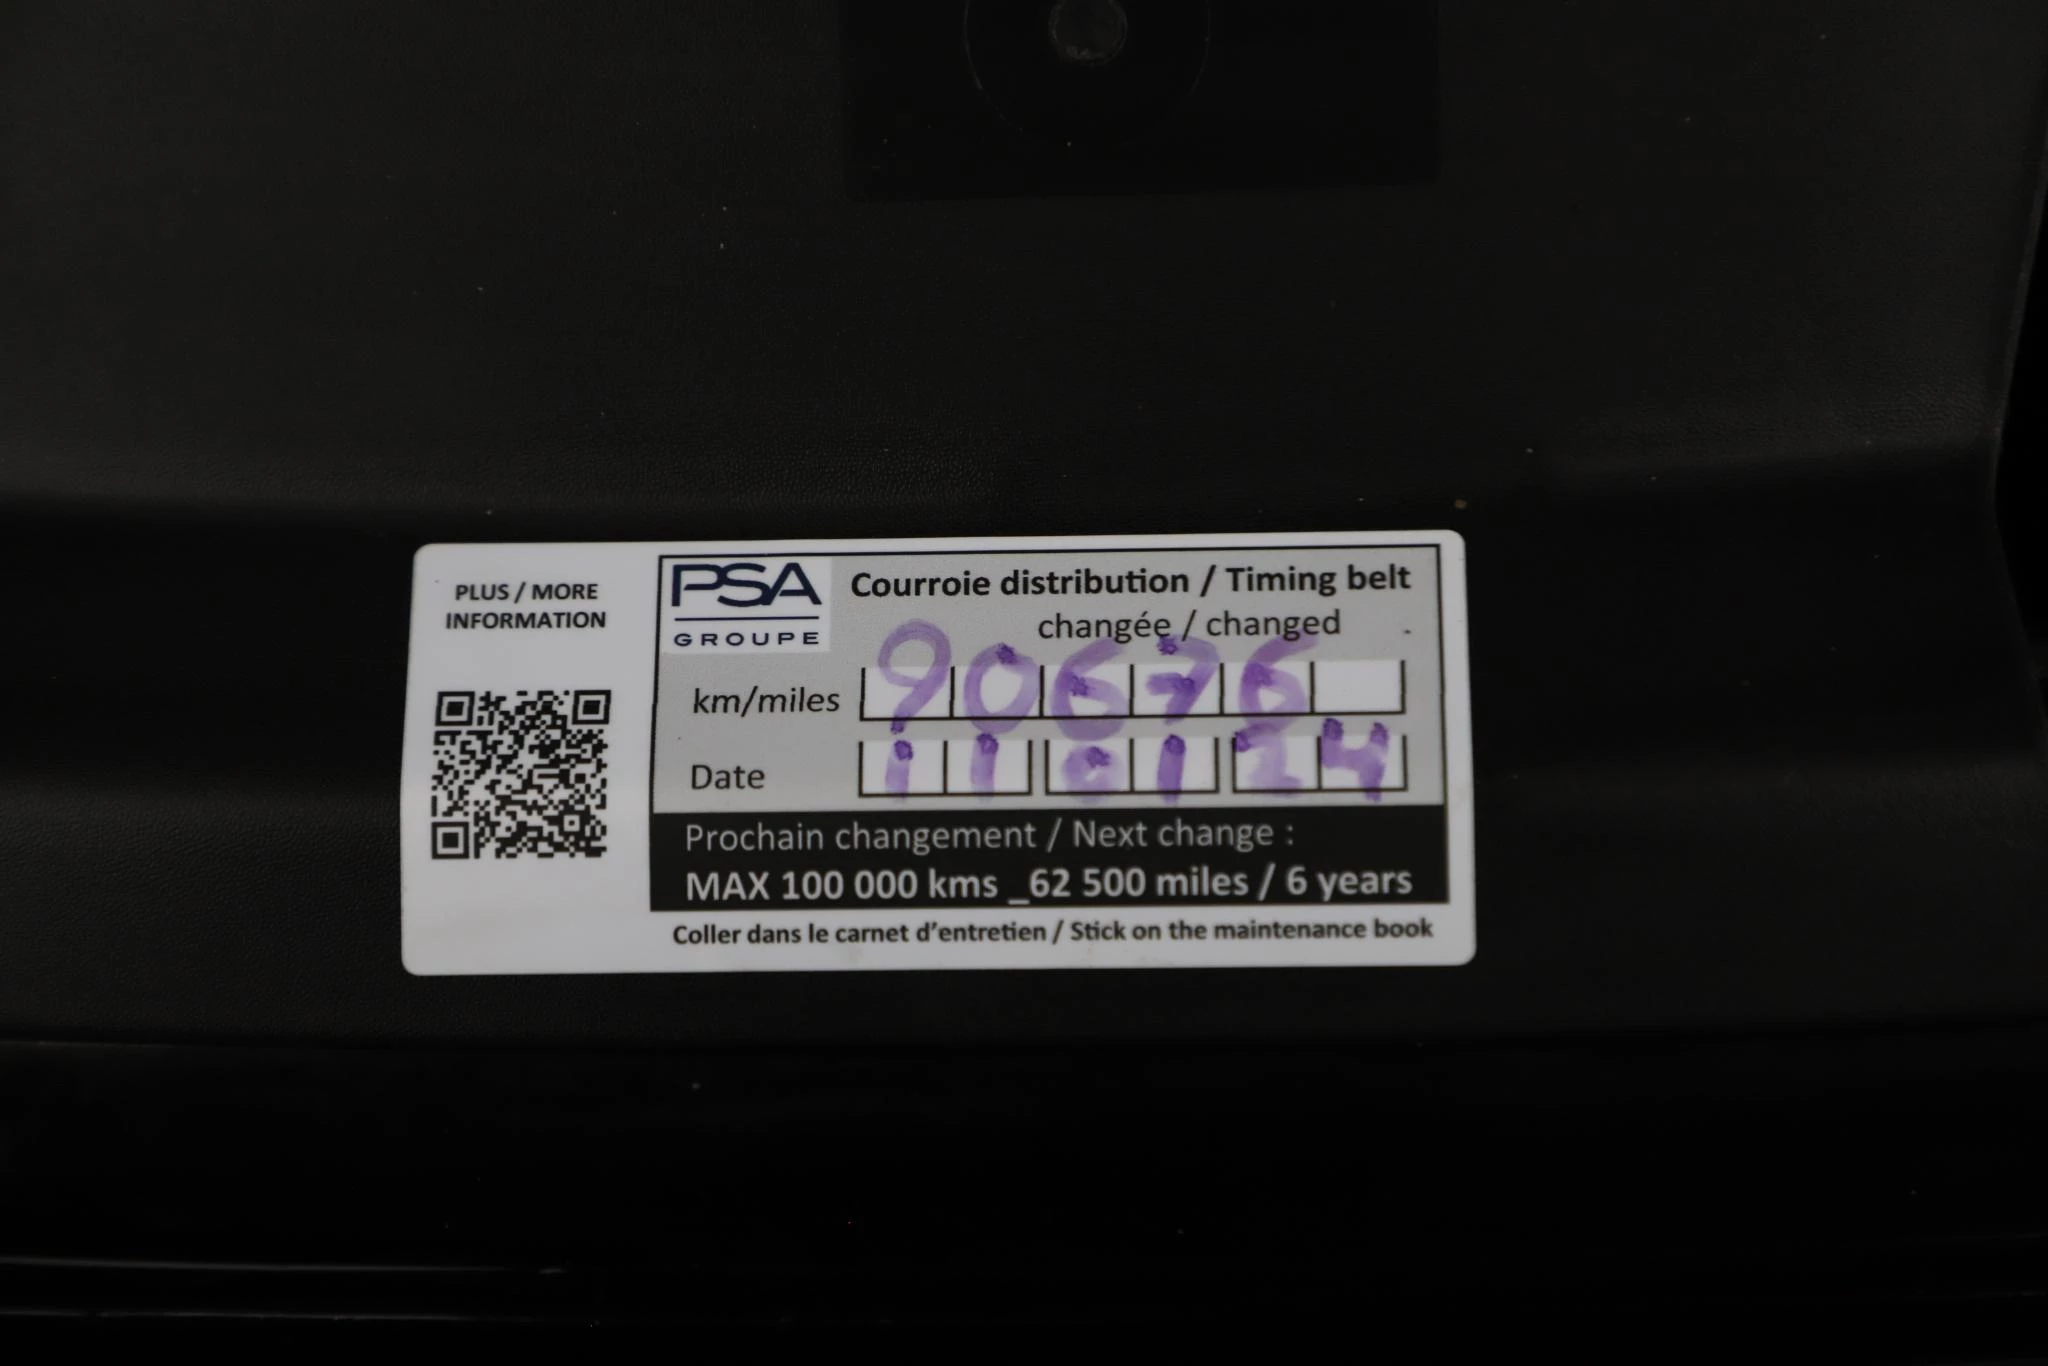 PLUS / MORE
INFORMATION
PSA
GROUPE
Courroie distribution / Timing belt
changée / changed
km/miles 90676
Date 11 01 24
Prochain changement / Next change :
MAX 100 000 kms _62 500 miles / 6 years
Coller dans le carnet d'entretien / Stick on the maintenance book